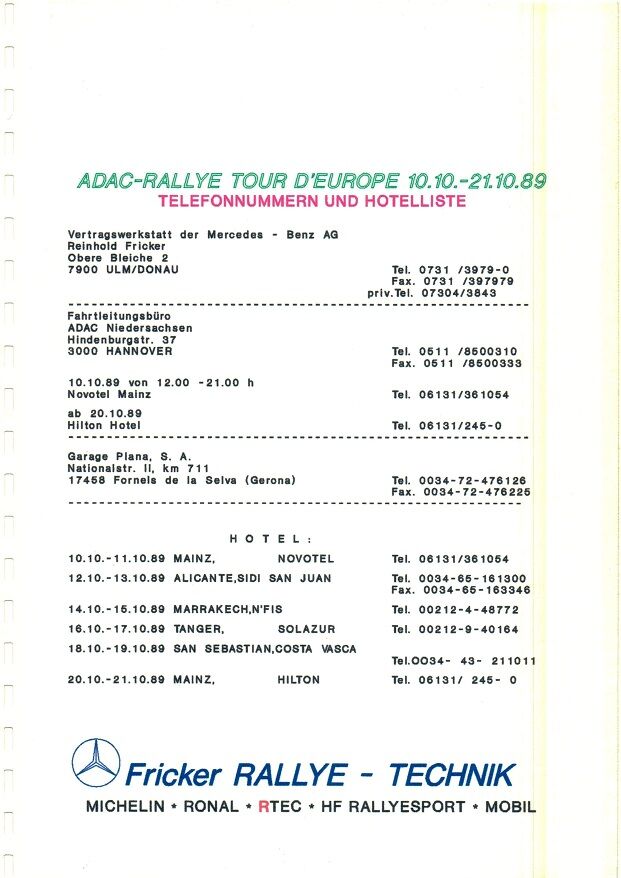 ADAC-RALLYE TOUR D'EUROPE 10.10.-21.10.89
TELEFONNUMMERN UND HOTELLISTE
Vertragswerkstatt der Mercedes - Benz AG
Reinhold Fricker
Obere Bleiche 2
7900 ULM/DONAU Tel. 0731 /3979-0
Fax. 0731 /397979
priv.Tel. 07304/3843
Fahrtleitungsbüro
ADAC Niedersachsen
Hindenburgstr. 37
3000 HANNOVER Tel. 0511 /8500310
Fax. 0511 /8500333
10.10.89 von 12.00 -21.00 h
Novotel Mainz Tel. 06131/361054
ab 20.10.89
Hilton Hotel Tel. 06131/245-0
Garage Plana, S. A.
Nationalstr. II, km 711
17458 Fornels de la Selva (Gerona) Tel. 0034-72-476126
Fax. 0034-72-476225
H O T E L :
10.10.-11.10.89 MAINZ, NOVOTEL Tel. 06131/361054
12.10.-13.10.89 ALICANTE,SIDI SAN JUAN Tel. 0034-65-161300
Fax. 0034-65-163346
14.10.-15.10.89 MARRAKECH,N'FIS Tel. 00212-4-48772
16.10.-17.10.89 TANGER, SOLAZUR Tel. 00212-9-40164
18.10.-19.10.89 SAN SEBASTIAN,COSTA VASCA
Tel.0034- 43- 211011
20.10.-21.10.89 MAINZ, HILTON Tel. 06131/ 245- 0
Fricker RALLYE - TECHNIK
MICHELIN * RONAL * RTEC * HF RALLYESPORT * MOBIL